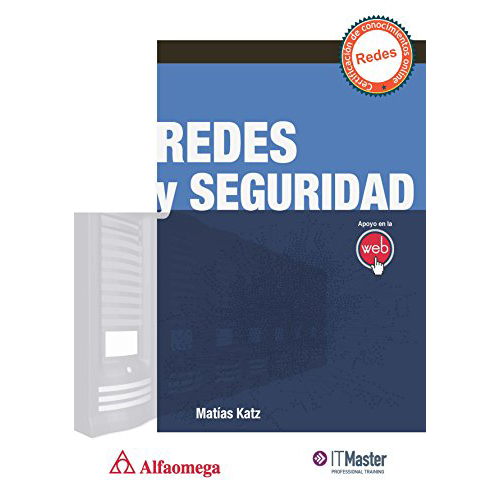 Certificación de conocimientos online
Redes
REDES
y SEGURIDAD
Apoyo en la
web
Matías Katz
Alfaomega
ITMaster
PROFESSIONAL TRAINING